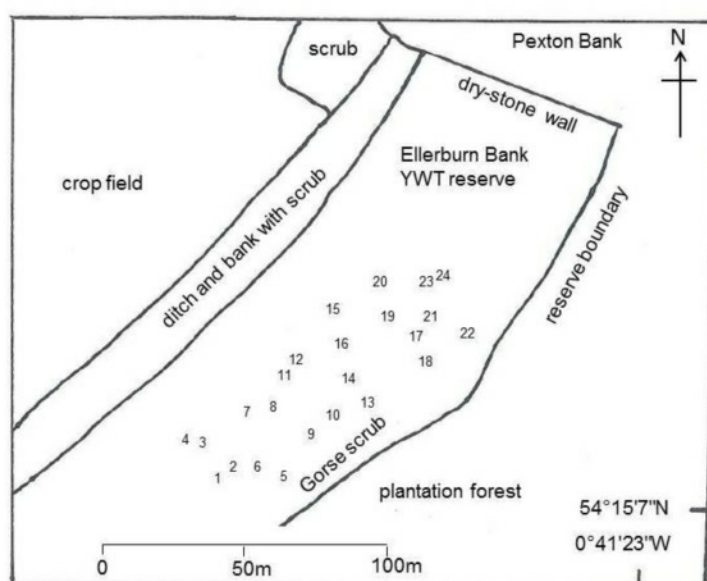 scrub
Pexton Bank
N
dry-stone wall
Ellerburn Bank
YWT reserve
crop field
ditch and bank with scrub
reserve boundary
20
23
24
15
19
21
16
17
22
12
18
11
14
7
8
13
10
4
3
9
2
6
1
5
Gorse scrub
plantation forest
54°15'7"N
0°41'23"W
0
50m
100m